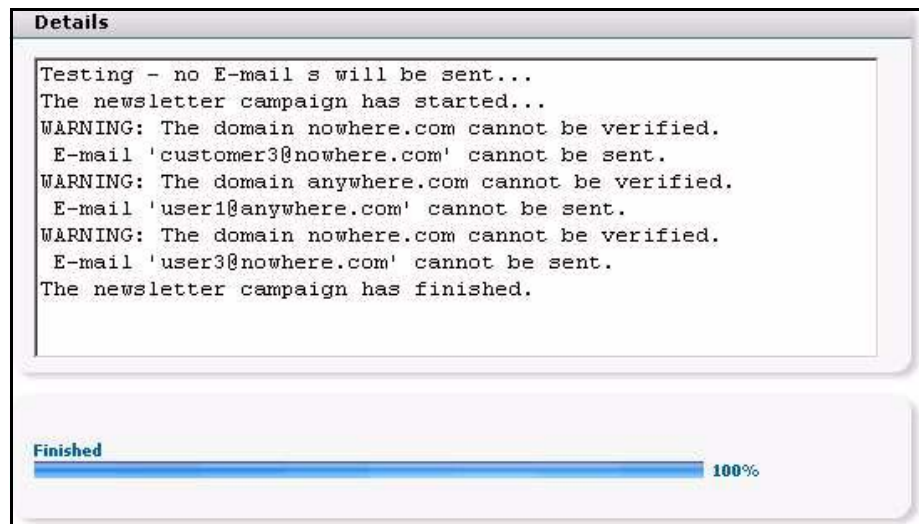 Details
Testing - no E-mail s will be sent...
The newsletter campaign has started...
WARNING: The domain nowhere.com cannot be verified.
E-mail 'customer3@nowhere.com' cannot be sent.
WARNING: The domain anywhere.com cannot be verified.
E-mail 'user1@anywhere.com' cannot be sent.
WARNING: The domain nowhere.com cannot be verified.
E-mail 'user3@nowhere.com' cannot be sent.
The newsletter campaign has finished.
Finished
100%